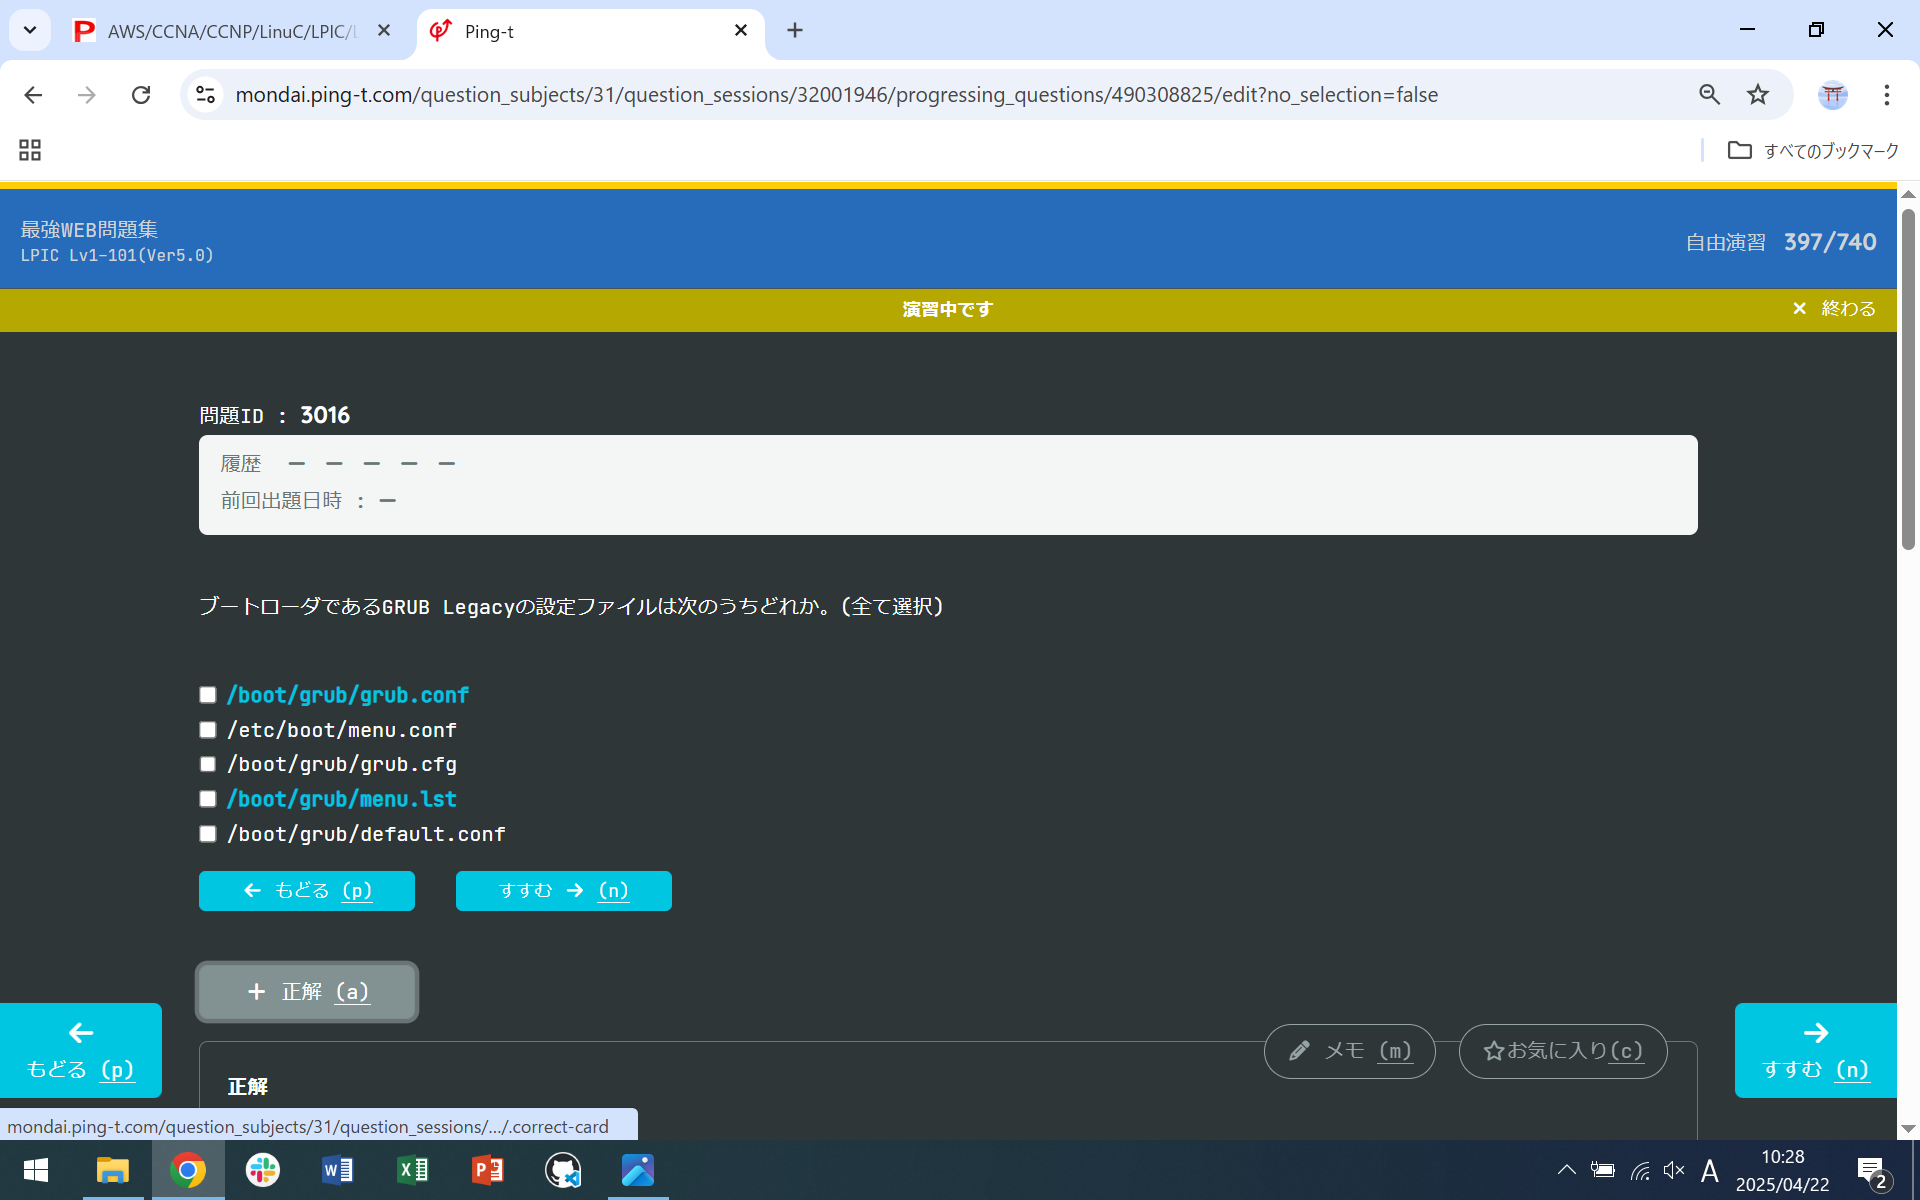 AWS/CCNA/CCNP/LinuC/LPIC/
Ping-t
mondai.ping-t.com/question_subjects/31/question_sessions/32001946/progressing_questions/490308825/edit?no_selection=false
すべてのブックマーク
最強WEB問題集
LPIC Lv1-101(Ver5.0)
自由演習 397/740
演習中です
× 終わる
問題ID : 3016
履歴 － － － － －
前回出題日時 : －
ブートローダであるGRUB Legacyの設定ファイルは次のうちどれか。(全て選択)
/boot/grub/grub.conf
/etc/boot/menu.conf
/boot/grub/grub.cfg
/boot/grub/menu.lst
/boot/grub/default.conf
← もどる (p)
すすむ → (n)
+ 正解 (a)
メモ (m)
☆お気に入り(c)
正解
← もどる (p)
→ すすむ (n)
mondai.ping-t.com/question_subjects/31/question_sessions/.../.correct-card
A
10:28
2025/04/22
2